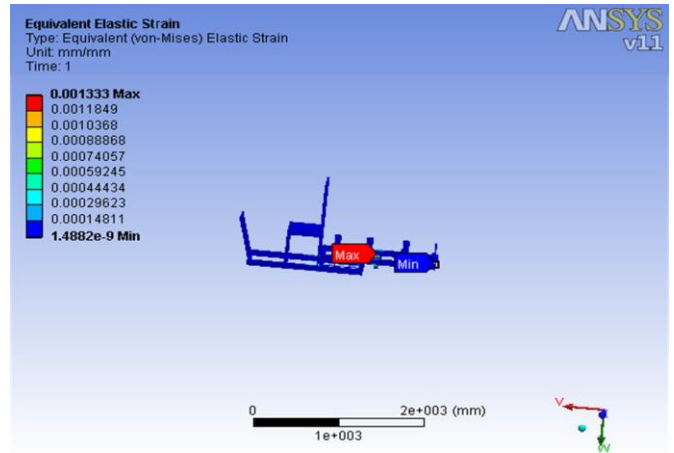 Equivalent Elastic Strain
Type: Equivalent (von-Mises) Elastic Strain
Unit: mm/mm
Time: 1
ANSYS
v11
0.001333 Max
0.0011849
0.0010368
0.00088868
0.00074057
0.00059245
0.00044434
0.00029623
0.00014811
1.4882e-9 Min
Max
Min
0
2e+003 (mm)
1e+003